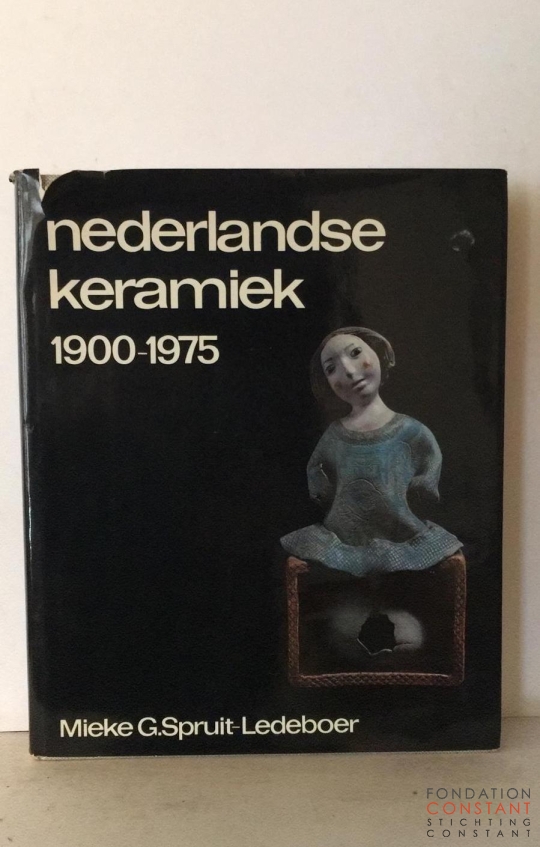 nederlandse
keramiek
1900-1975
Mieke G.Spruit-Ledeboer
FONDATION
CONSTANT
STICHTING
CONSTANT